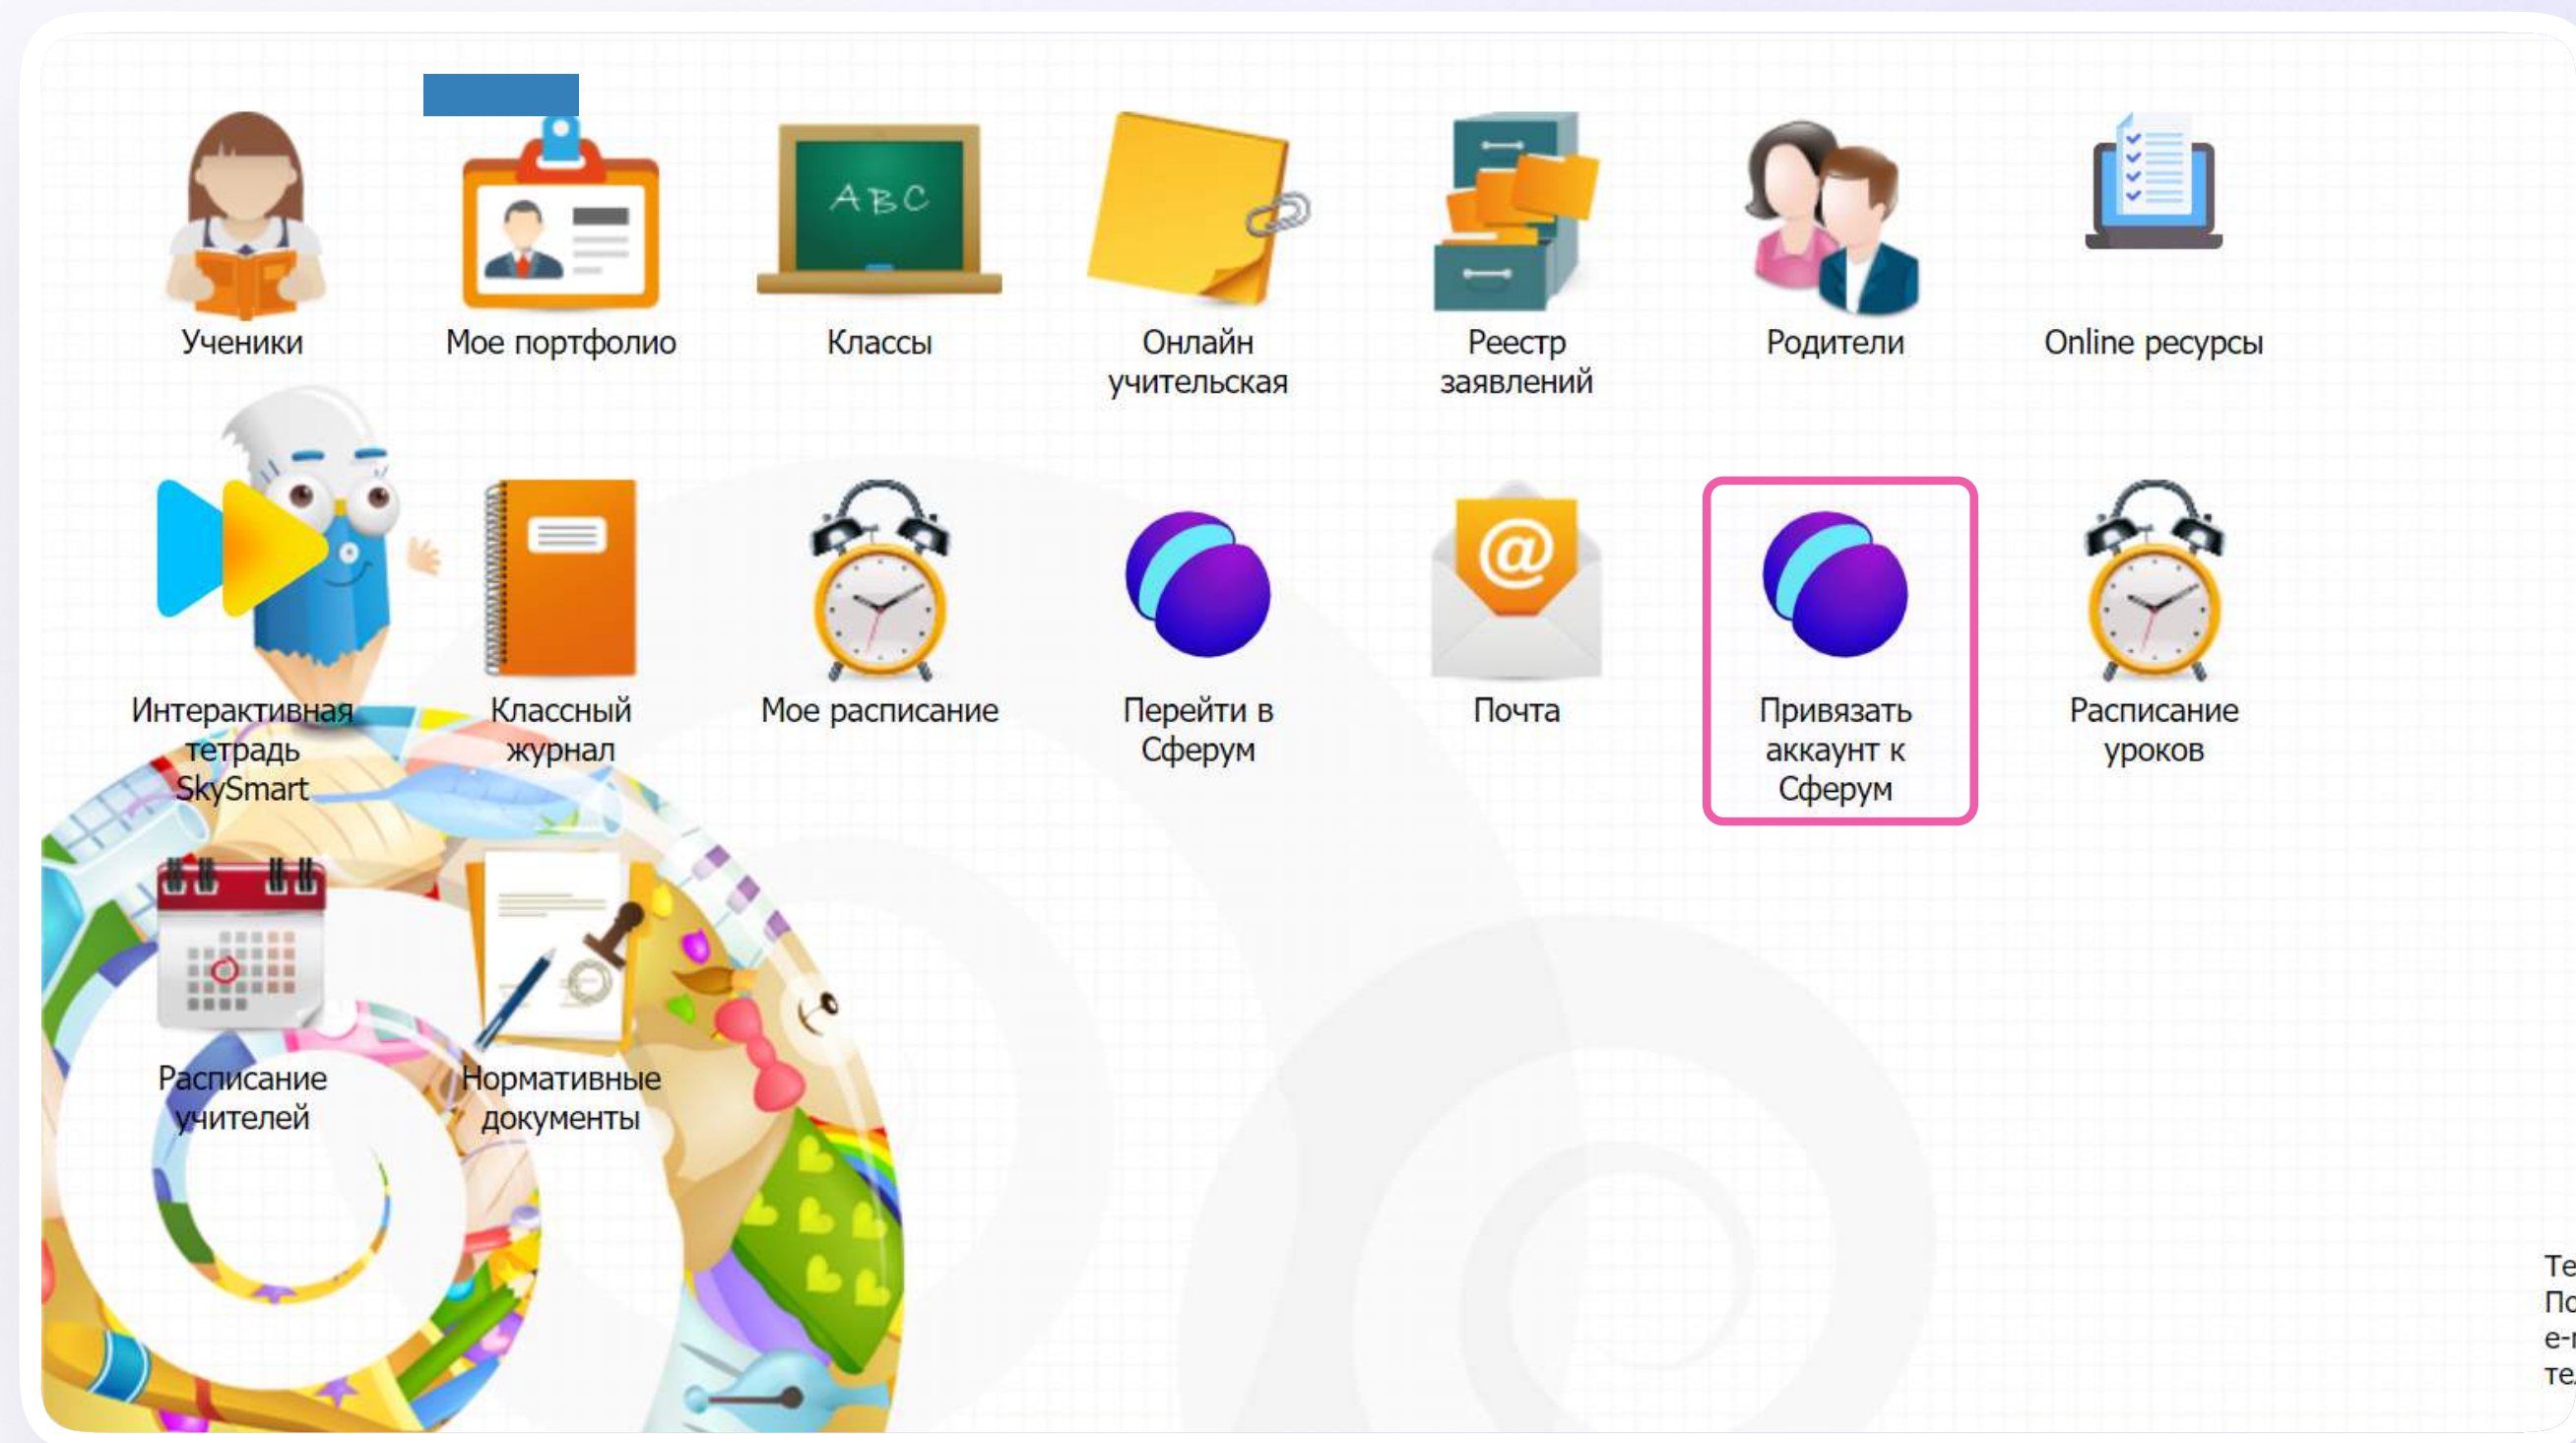 ABC
Ученики
Мое портфолио
Классы
Онлайн
учительская
Реестр
заявлений
Родители
Online ресурсы
@
Интерактивная
тетрадь
SkySmart
Классный
журнал
Мое расписание
Перейти в
Сферум
Почта
Привязать
аккаунт к
Сферум
Расписание
уроков
Расписание
учителей
Нормативные
документы